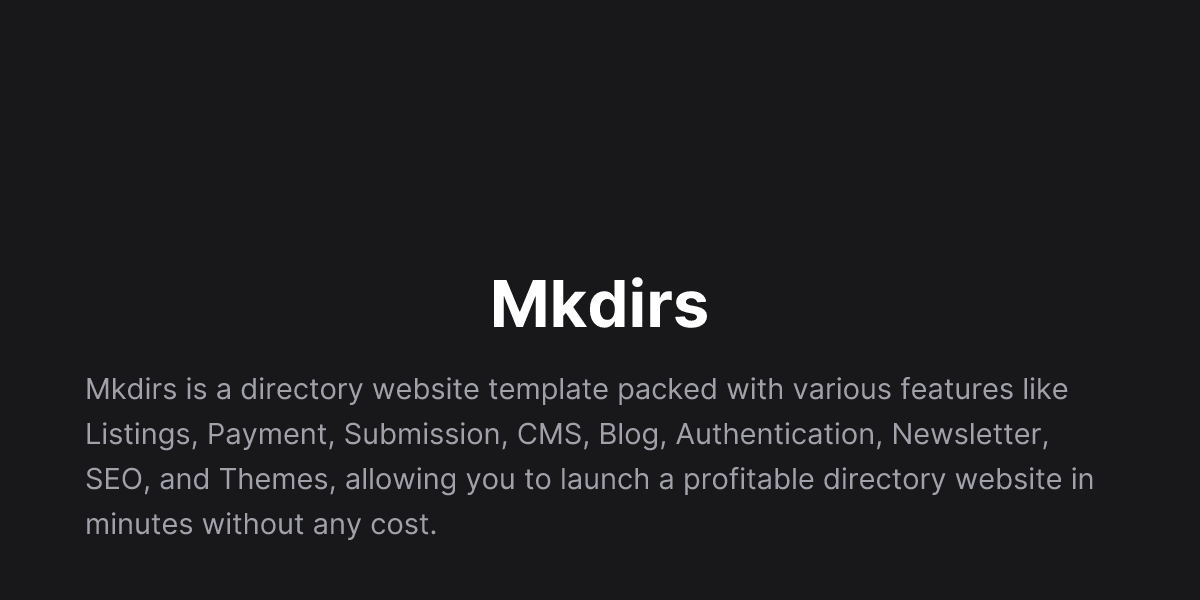 Mkdirs
Mkdirs is a directory website template packed with various features like
Listings, Payment, Submission, CMS, Blog, Authentication, Newsletter,
SEO, and Themes, allowing you to launch a profitable directory website in
minutes without any cost.